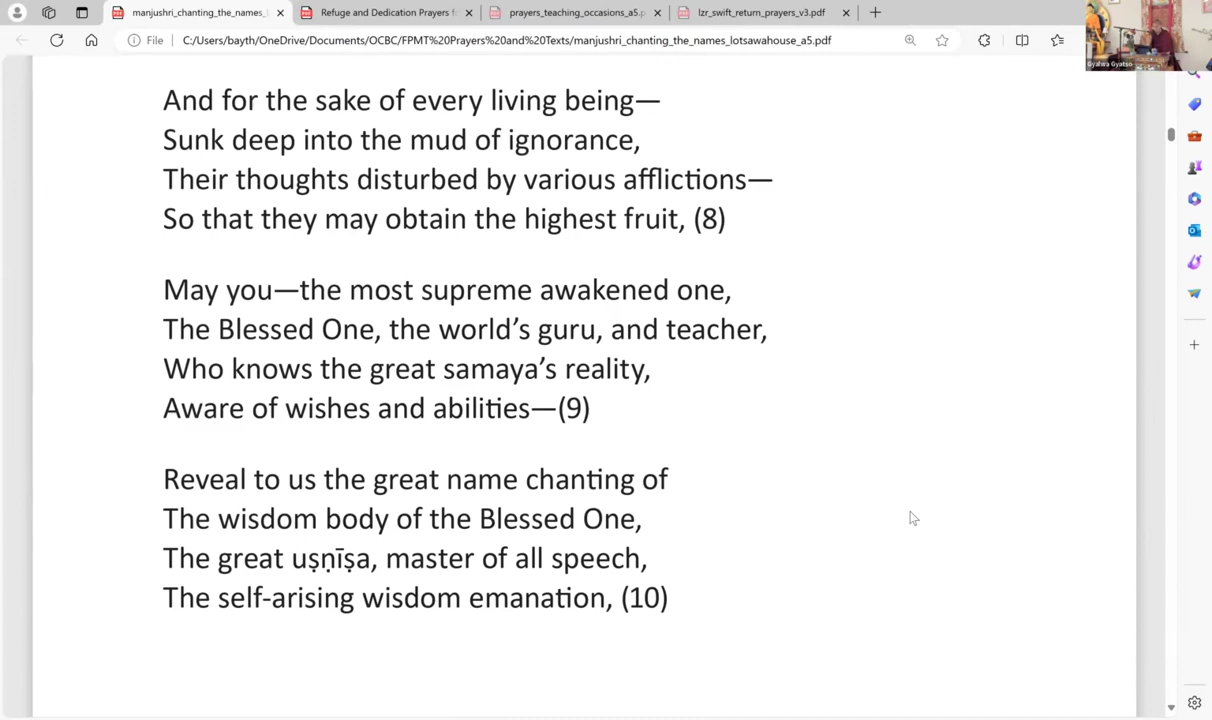 manjushri_chanting_the_names_l
Refuge and Dedication Prayers f
prayers_teaching_occasions_a5.p
lzr_swift_return_prayers_v3.pdf
File
C:/Users/bayth/OneDrive/Documents/OCBC/FPMT%20Prayers%20and%20Texts/manjushri_chanting_the_names_lotsawahouse_a5.pdf
Gyahwa Gyatso
And for the sake of every living being—
Sunk deep into the mud of ignorance,
Their thoughts disturbed by various afflictions—
So that they may obtain the highest fruit, (8)
May you—the most supreme awakened one,
The Blessed One, the world’s guru, and teacher,
Who knows the great samaya’s reality,
Aware of wishes and abilities—(9)
Reveal to us the great name chanting of
The wisdom body of the Blessed One,
The great uṣṇīṣa, master of all speech,
The self-arising wisdom emanation, (10)